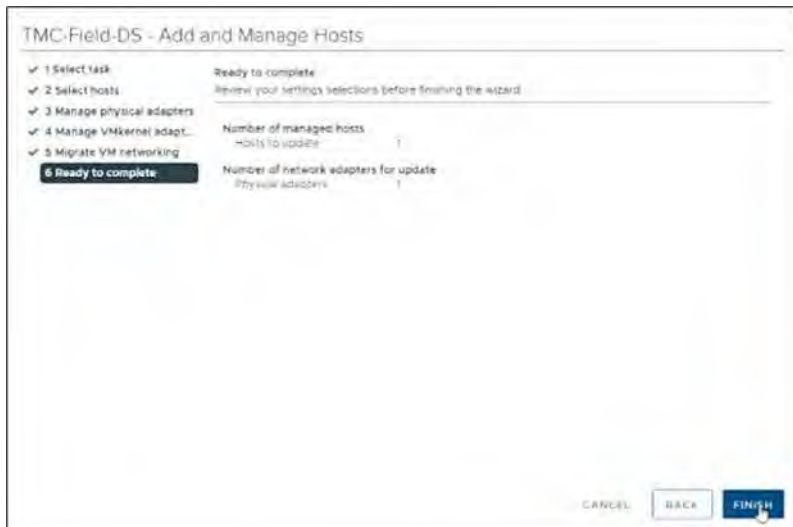 TMC-Field-DS - Add and Manage Hosts
✓ 1 Select task
✓ 2 Select hosts
✓ 3 Manage physical adapters
✓ 4 Manage VMkernel adapt...
✓ 5 Migrate VM networking
6 Ready to complete
Ready to complete
Review your settings selections before finishing the wizard.
Number of managed hosts
Hosts to update 1
Number of network adapters for update
Physical adapters 1
CANCEL BACK FINISH